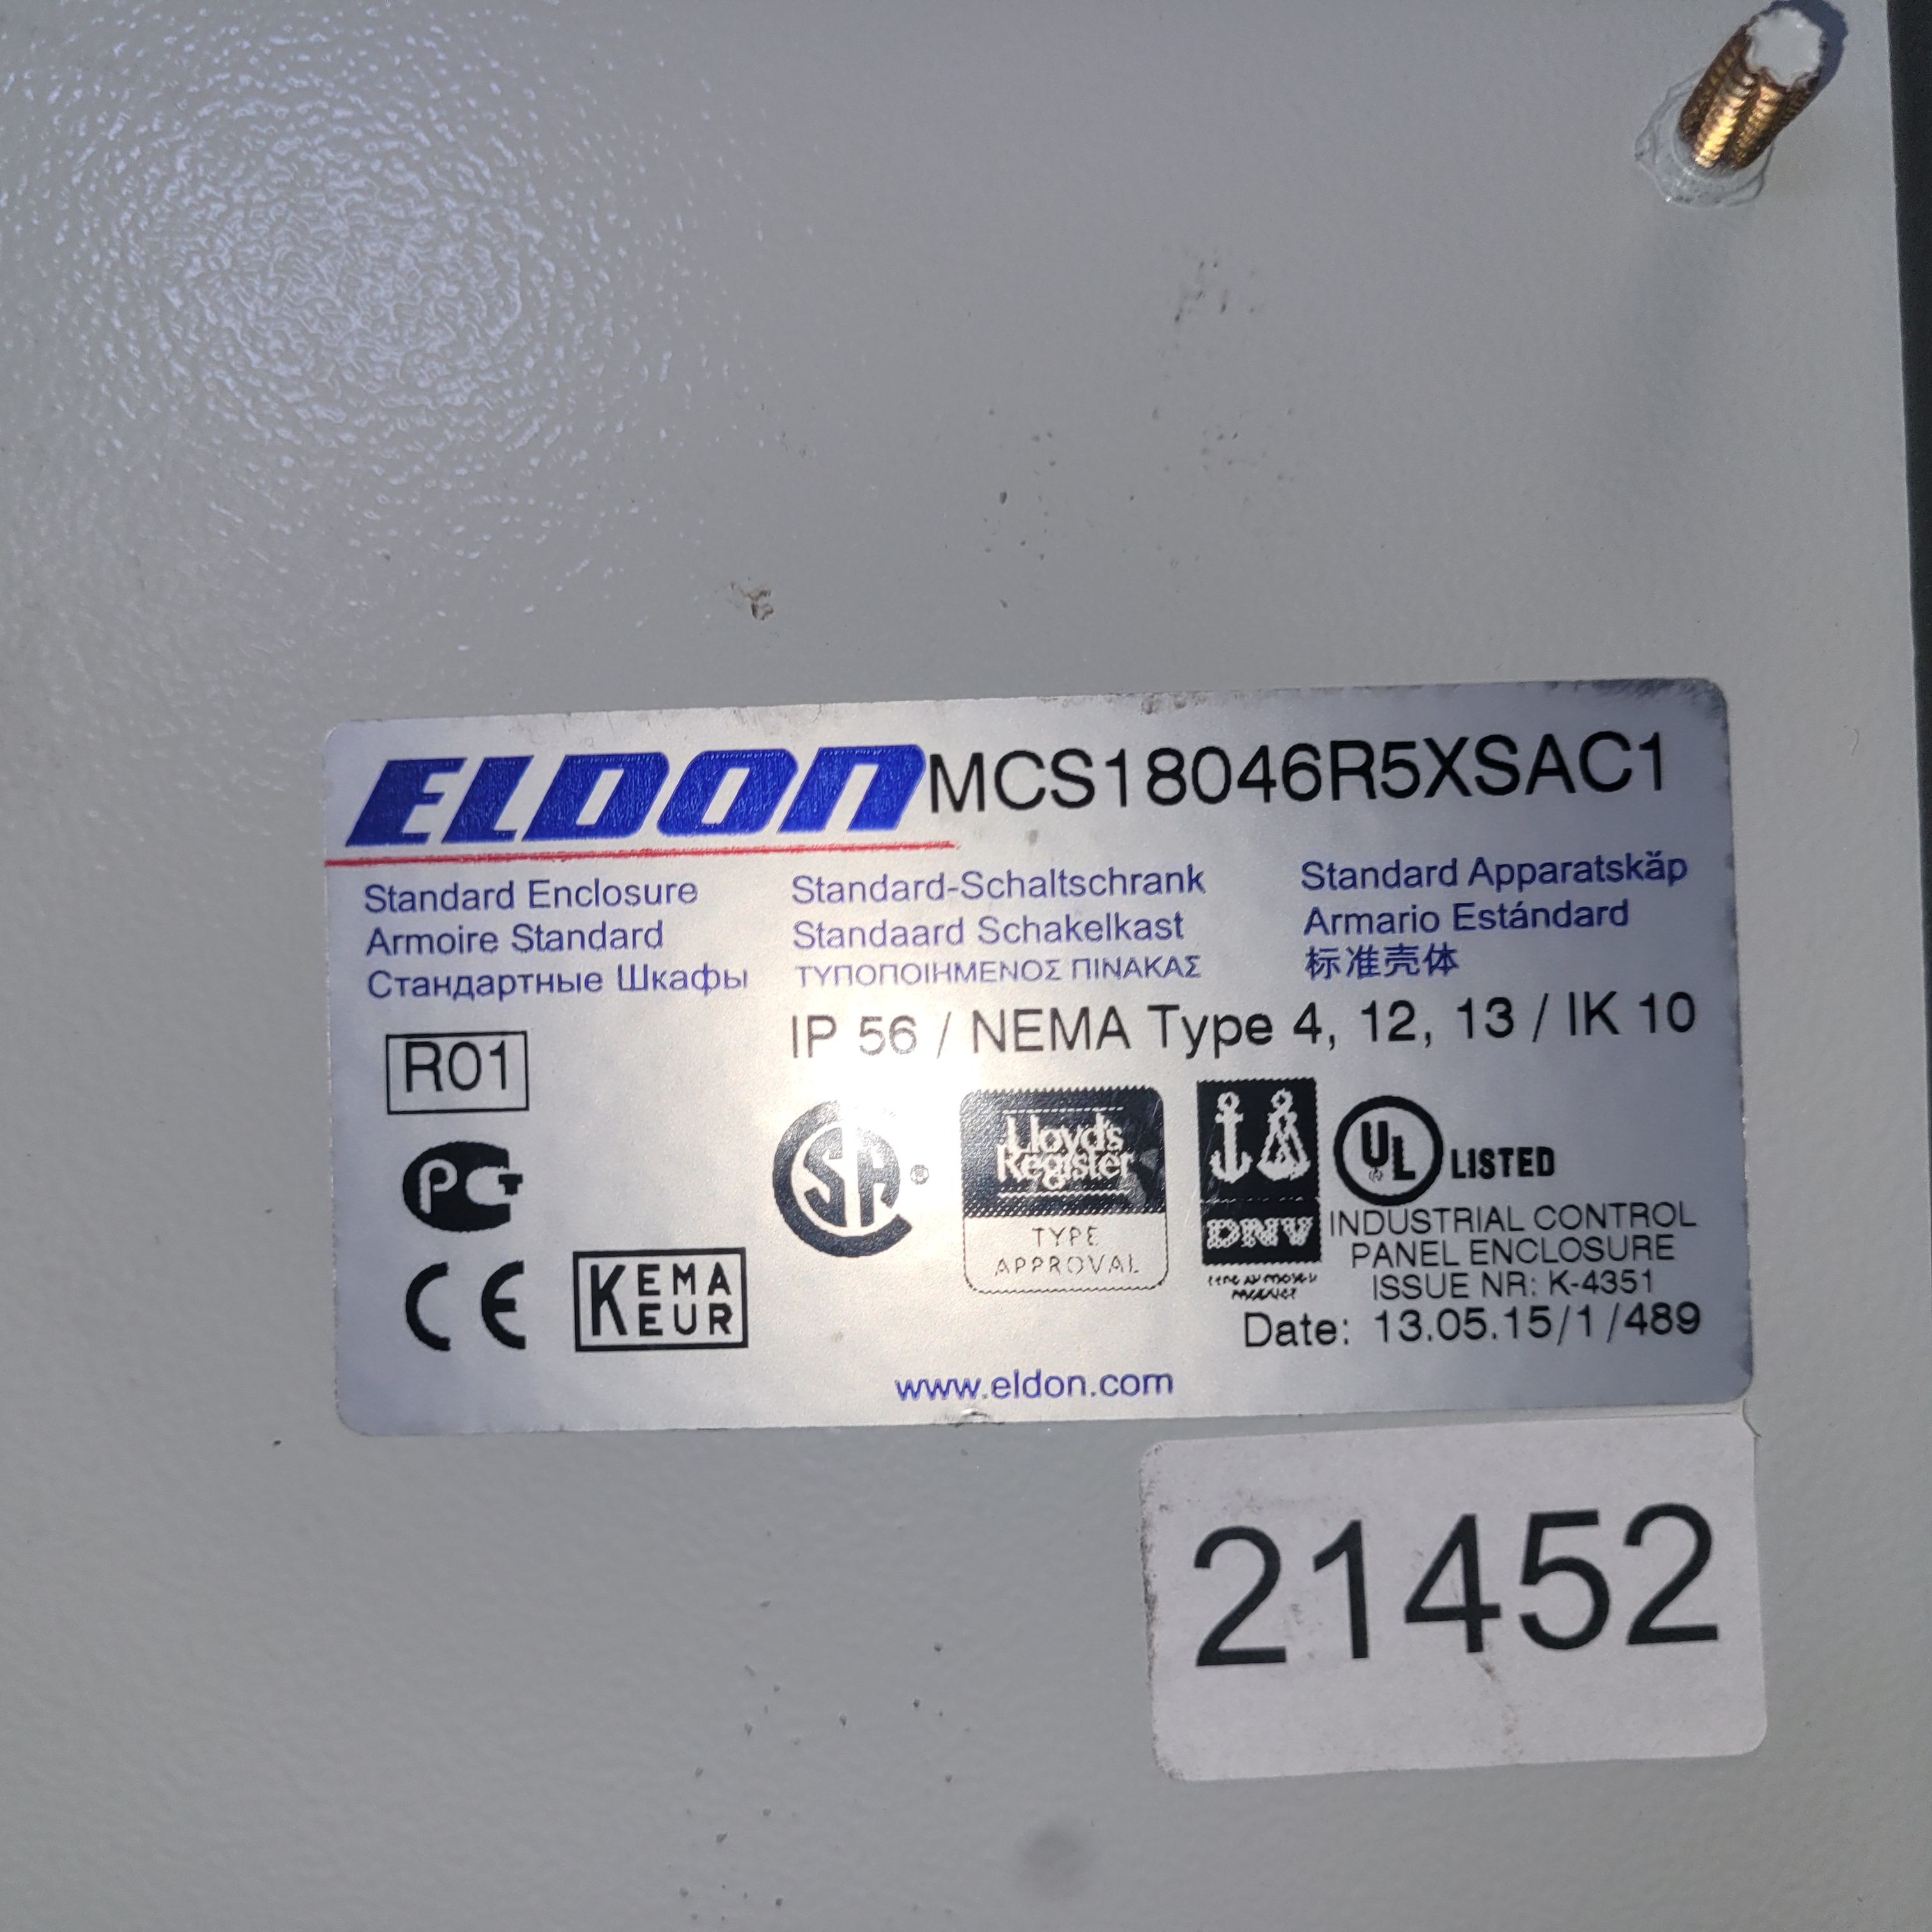 ELDON MCS18046R5XSAC1
Standard Enclosure
Armoire Standard
Стандартные Шкафы
Standard-Schaltschrank
Standaard Schakelkast
ΤΥΠΟΠΟΙΗΜΕΝΟΣ ΠΙΝΑΚΑΣ
Standard Apparatskåp
Armario Estándard
标准壳体
IP 56 / NEMA Type 4, 12, 13 / IK 10
R01
РСТ
CE
KEMA
KEUR
CSA ®
Lloyd's
Register
TYPE
APPROVAL
DNV
UL ® LISTED
INDUSTRIAL CONTROL
PANEL ENCLOSURE
ISSUE NR: K-4351
Date: 13.05.15/1/489
www.eldon.com
21452